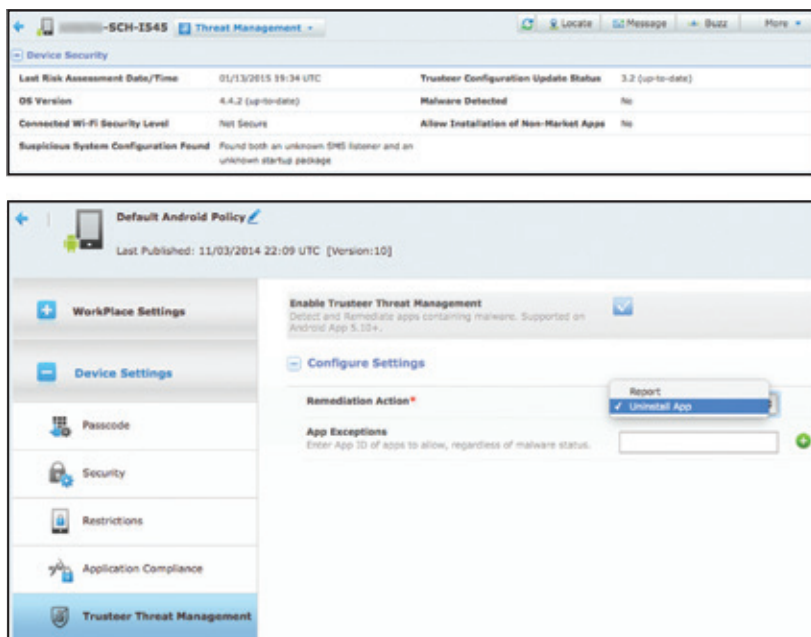 -SCH-I545 Threat Management
Locate Message Buzz More
Device Security
Last Risk Assessment Date/Time 01/13/2015 19:34 UTC Trusteer Configuration Update Status 3.2 (up-to-date)
OS Version 4.4.2 (up-to-date) Malware Detected No
Connected Wi-Fi Security Level Not Secure Allow Installation of Non-Market Apps No
Suspicious System Configuration Found Found both an unknown SMS listener and an
unknown startup package
Default Android Policy
Last Published: 11/03/2014 22:09 UTC [Version:10]
WorkPlace Settings
Device Settings
Passcode
Security
Restrictions
Application Compliance
Trusteer Threat Management
Enable Trusteer Threat Management
Detect and Remediate apps containing malware. Supported on
Android App 5.10+.
Configure Settings
Remediation Action*
Report
✓ Uninstall App
App Exceptions
Enter App ID of apps to allow, regardless of malware status.